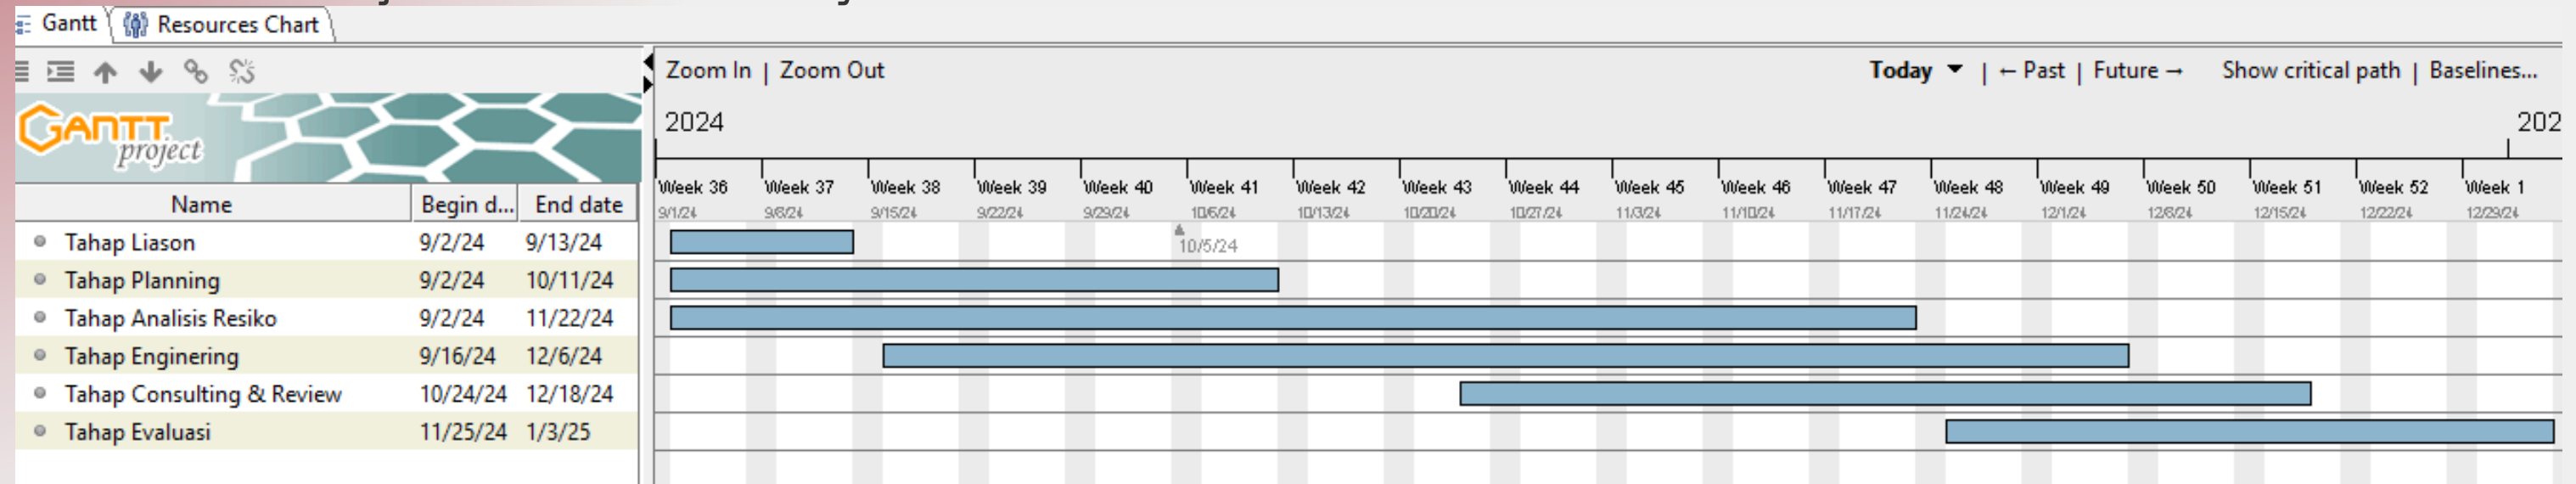 Gantt Resources Chart
Zoom In | Zoom Out Today | ← Past | Future → Show critical path | Baselines...
GANTT project
2024 202
Week 36 Week 37 Week 38 Week 39 Week 40 Week 41 Week 42 Week 43 Week 44 Week 45 Week 46 Week 47 Week 48 Week 49 Week 50 Week 51 Week 52 Week 1
9/1/24 9/8/24 9/15/24 9/22/24 9/29/24 10/6/24 10/13/24 10/20/24 10/27/24 11/3/24 11/10/24 11/17/24 11/24/24 12/1/24 12/8/24 12/15/24 12/22/24 12/29/24
Name Begin d... End date
Tahap Liason 9/2/24 9/13/24 10/5/24
Tahap Planning 9/2/24 10/11/24
Tahap Analisis Resiko 9/2/24 11/22/24
Tahap Enginering 9/16/24 12/6/24
Tahap Consulting & Review 10/24/24 12/18/24
Tahap Evaluasi 11/25/24 1/3/25